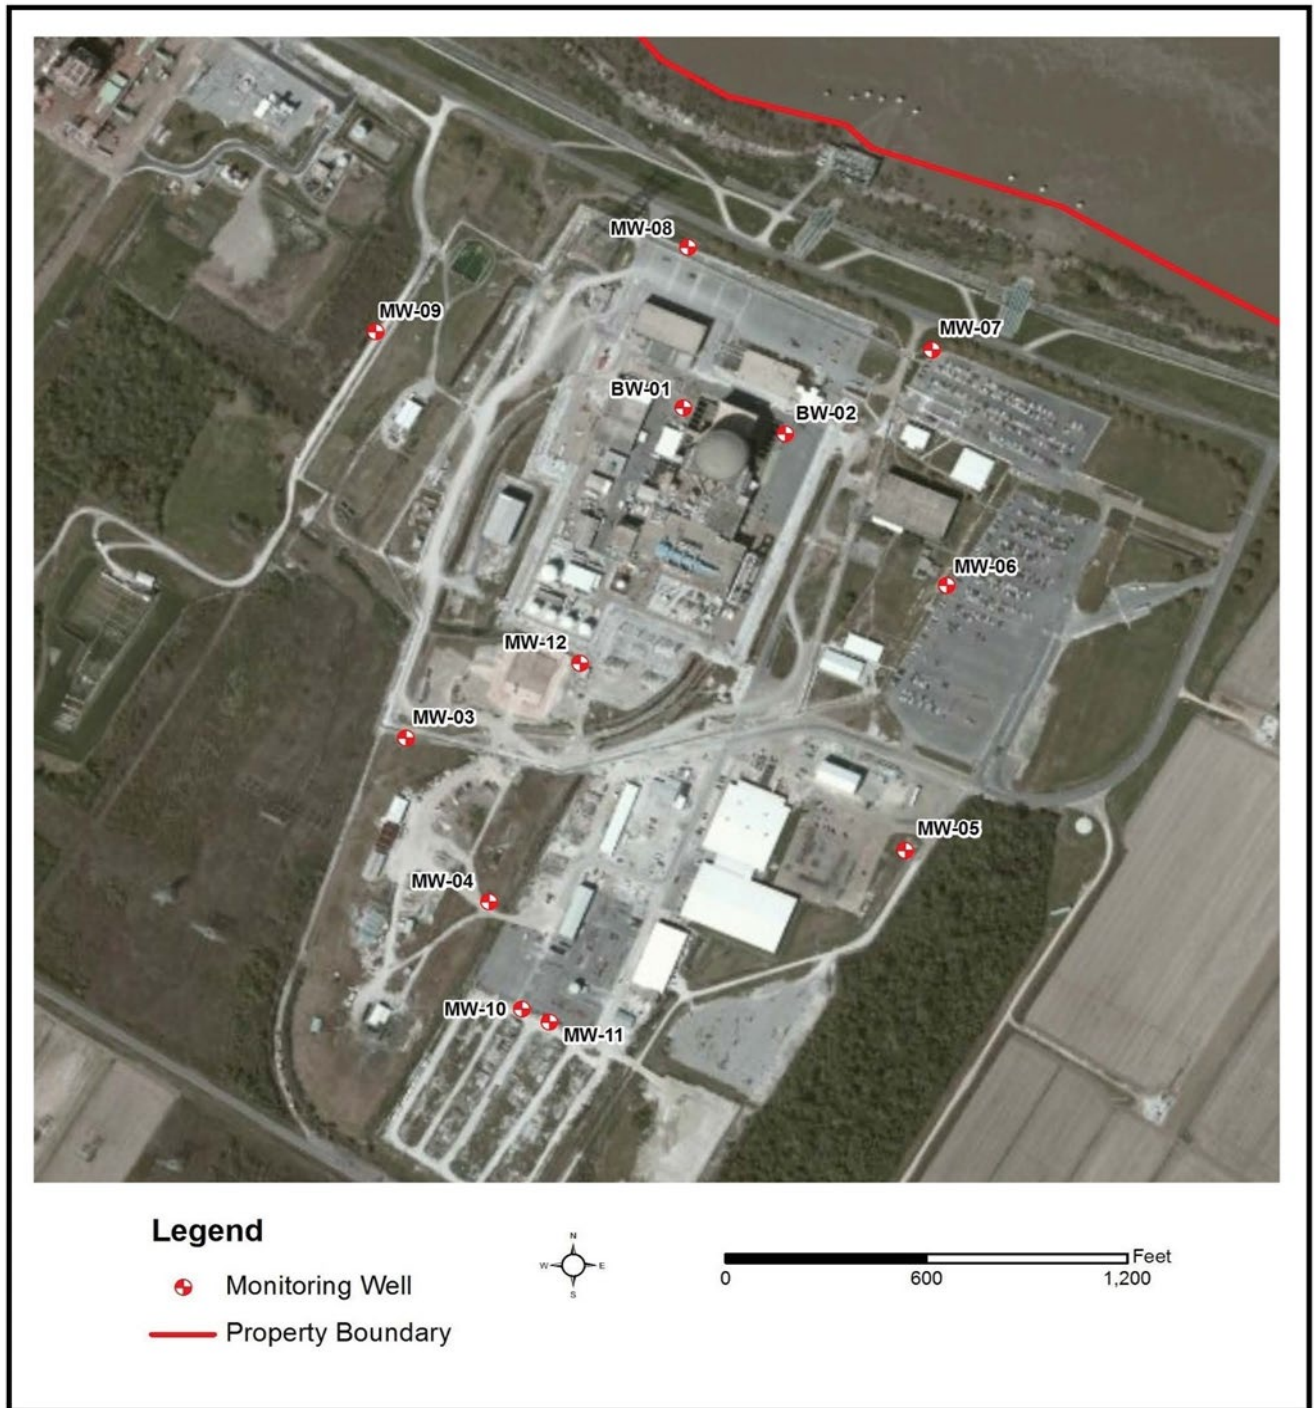 MW-08
MW-09
MW-07
BW-01
BW-02
MW-06
MW-12
MW-03
MW-05
MW-04
MW-10
MW-11
Legend
Monitoring Well
Property Boundary
N
W E
S
Feet
0 600 1,200